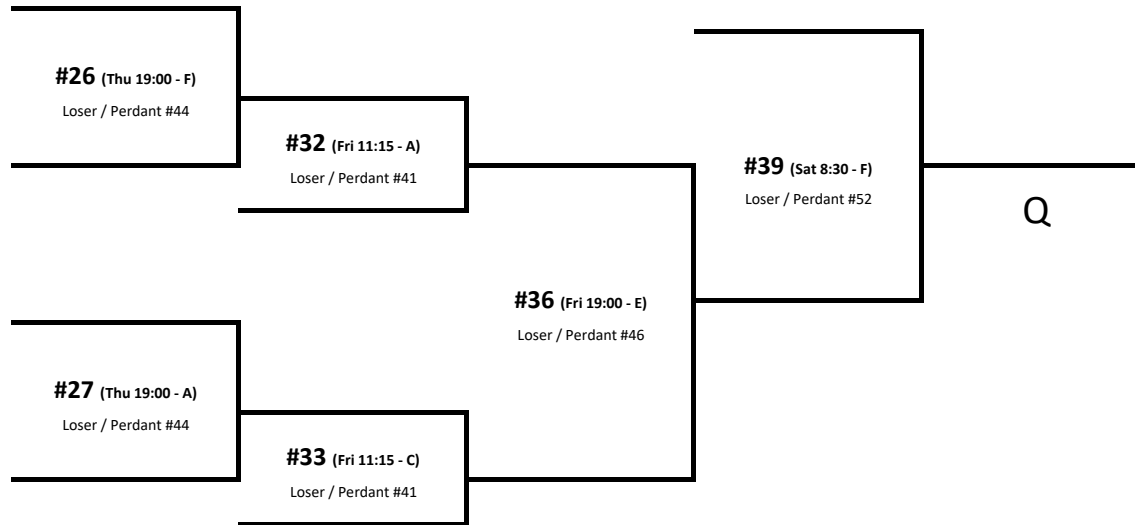 #26 (Thu 19:00 - F)
Loser / Perdant #44
#32 (Fri 11:15 - A)
Loser / Perdant #41
#39 (Sat 8:30 - F)
Loser / Perdant #52
Q
#36 (Fri 19:00 - E)
Loser / Perdant #46
#27 (Thu 19:00 - A)
Loser / Perdant #44
#33 (Fri 11:15 - C)
Loser / Perdant #41